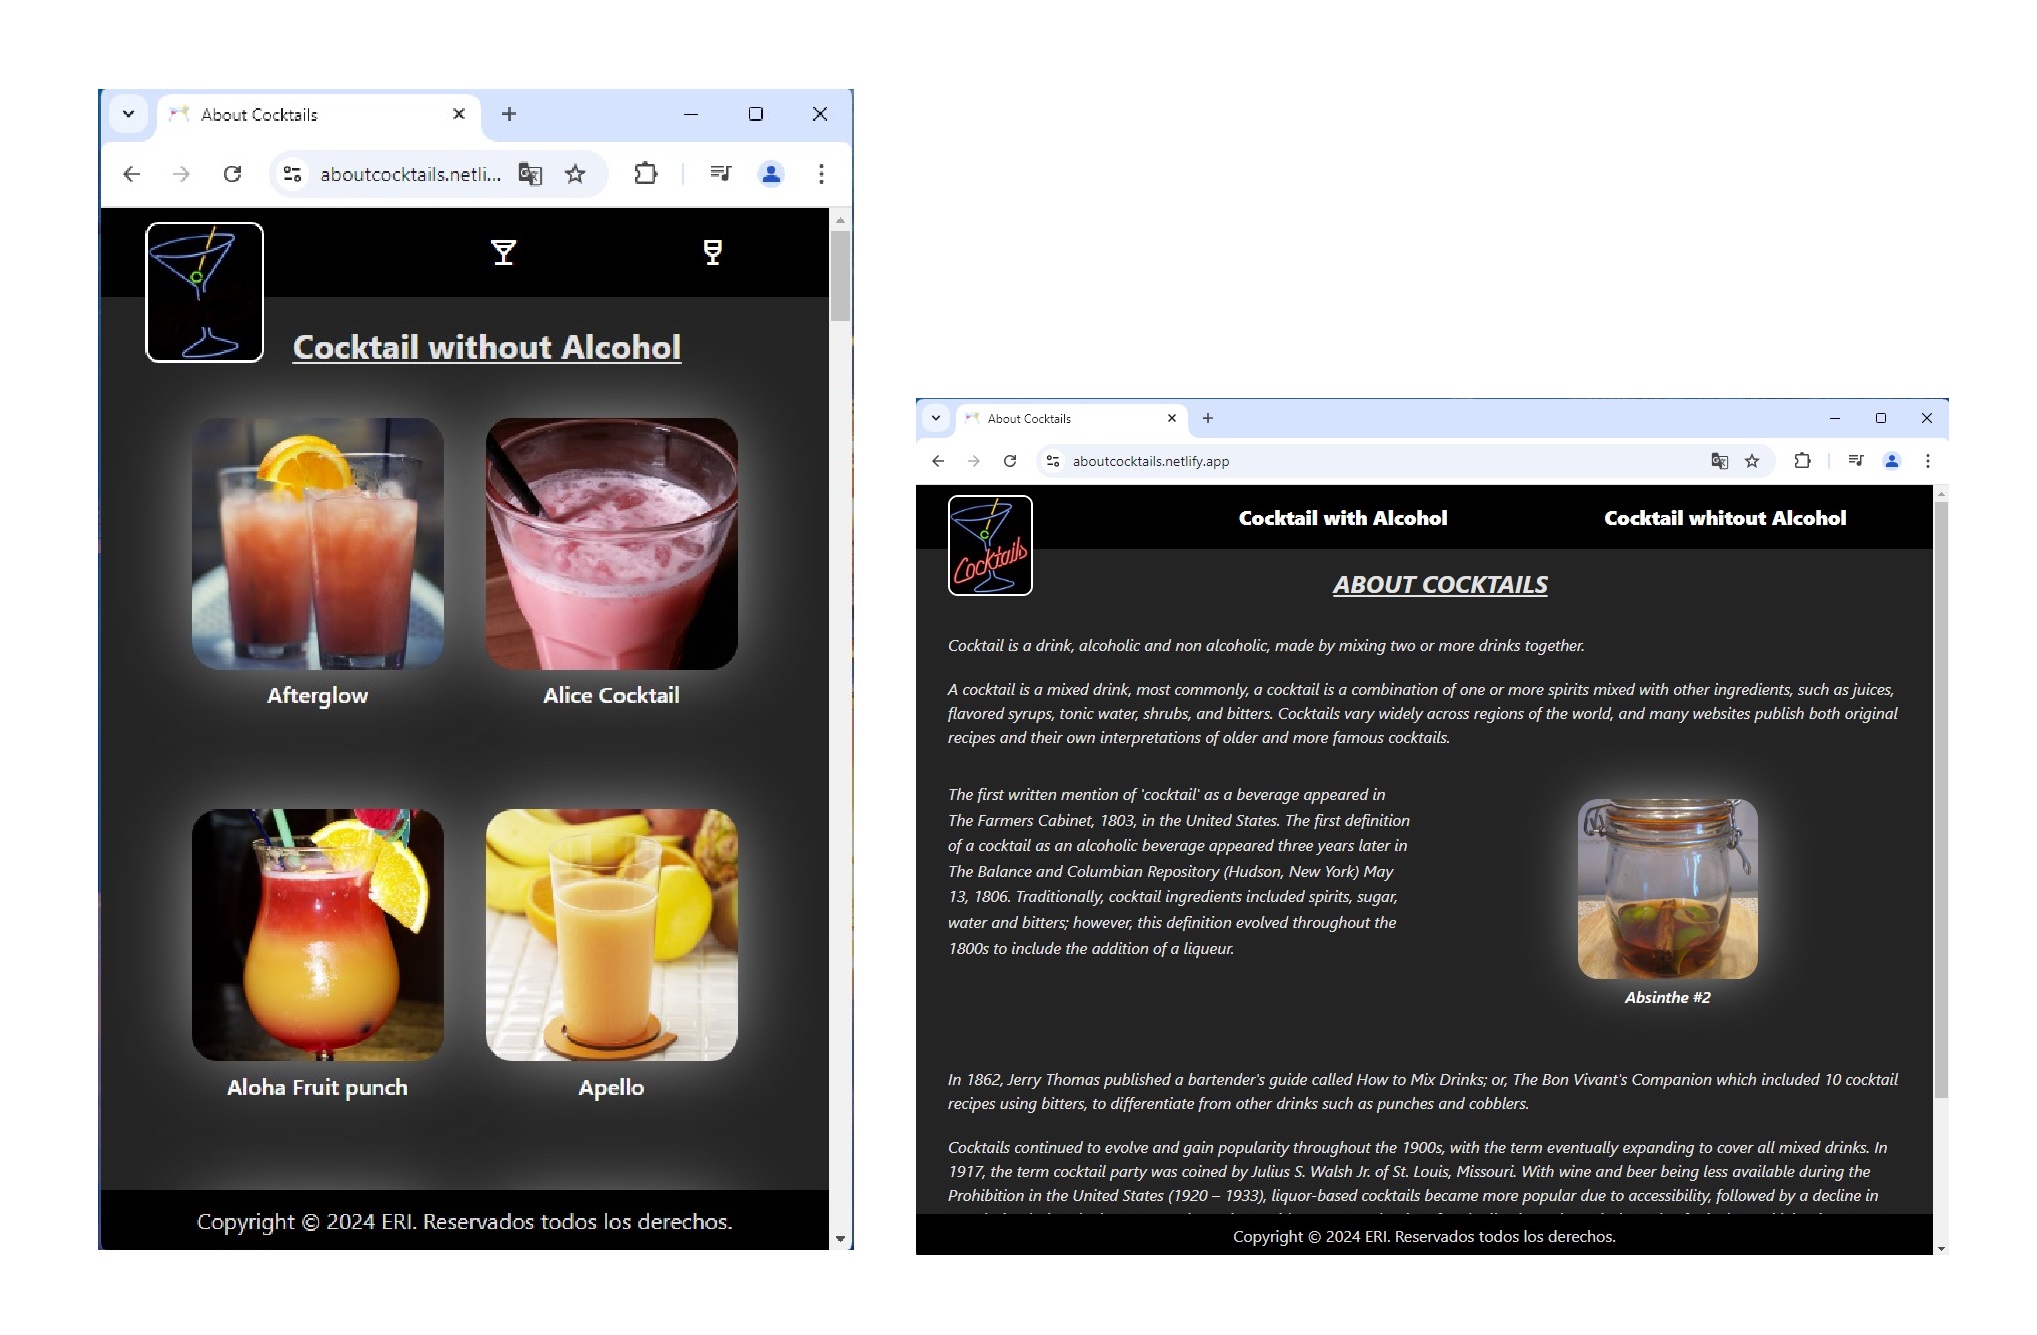 About Cocktails
aboutcocktails.netli...
Cocktail without Alcohol
Afterglow
Alice Cocktail
Aloha Fruit punch
Apello
Copyright © 2024 ERI. Reservados todos los derechos.
About Cocktails
aboutcocktails.netlify.app
Cocktails
Cocktail with Alcohol
Cocktail whitout Alcohol
ABOUT COCKTAILS
Cocktail is a drink, alcoholic and non alcoholic, made by mixing two or more drinks together.
A cocktail is a mixed drink, most commonly, a cocktail is a combination of one or more spirits mixed with other ingredients, such as juices,
flavored syrups, tonic water, shrubs, and bitters. Cocktails vary widely across regions of the world, and many websites publish both original
recipes and their own interpretations of older and more famous cocktails.
The first written mention of 'cocktail' as a beverage appeared in
The Farmers Cabinet, 1803, in the United States. The first definition
of a cocktail as an alcoholic beverage appeared three years later in
The Balance and Columbian Repository (Hudson, New York) May
13, 1806. Traditionally, cocktail ingredients included spirits, sugar,
water and bitters; however, this definition evolved throughout the
1800s to include the addition of a liqueur.
Absinthe #2
In 1862, Jerry Thomas published a bartender's guide called How to Mix Drinks; or, The Bon Vivant's Companion which included 10 cocktail
recipes using bitters, to differentiate from other drinks such as punches and cobblers.
Cocktails continued to evolve and gain popularity throughout the 1900s, with the term eventually expanding to cover all mixed drinks. In
1917, the term cocktail party was coined by Julius S. Walsh Jr. of St. Louis, Missouri. With wine and beer being less available during the
Prohibition in the United States (1920 – 1933), liquor-based cocktails became more popular due to accessibility, followed by a decline in
Copyright © 2024 ERI. Reservados todos los derechos.